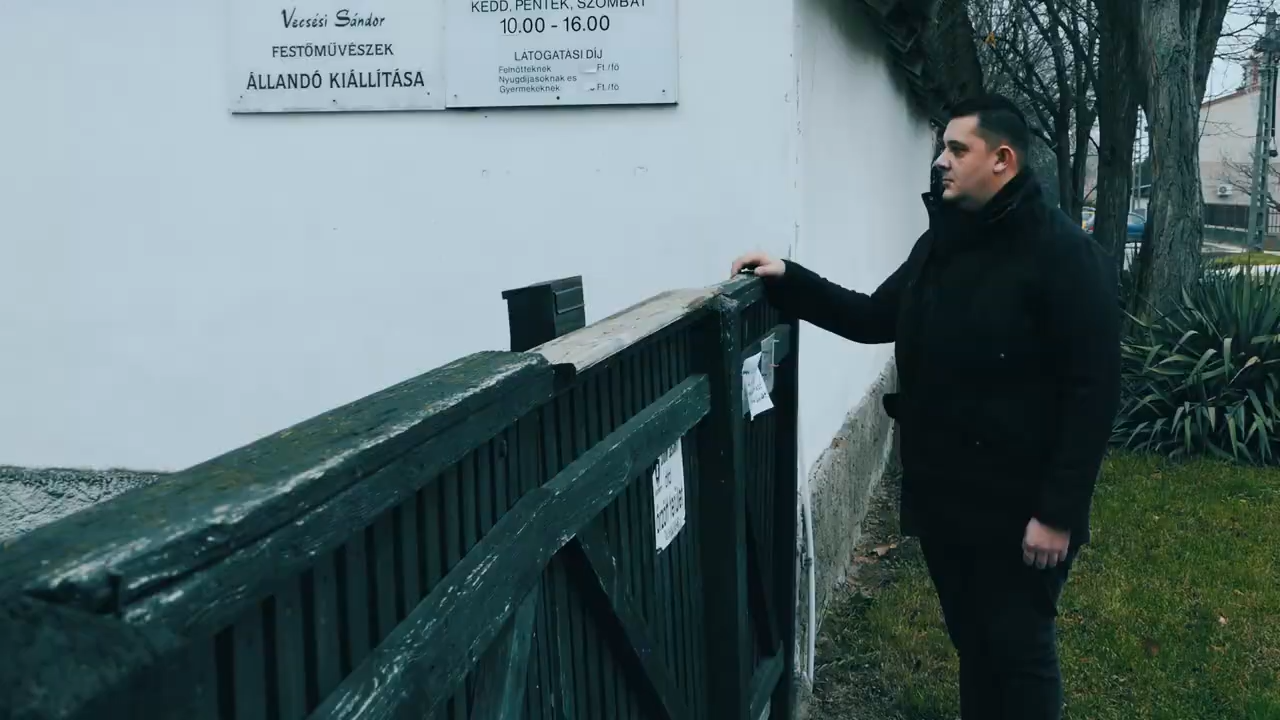 Vecsési Sándor
FESTŐMŰVÉSZEK
ÁLLANDÓ KIÁLLÍTÁSA
KEDD, PÉNTEK, SZOMBAT
10.00 - 16.00
LÁTOGATÁSI DÍJ
Felnőtteknek Ft./fő
Nyugdíjasoknak és
Gyermekeknek Ft./fő